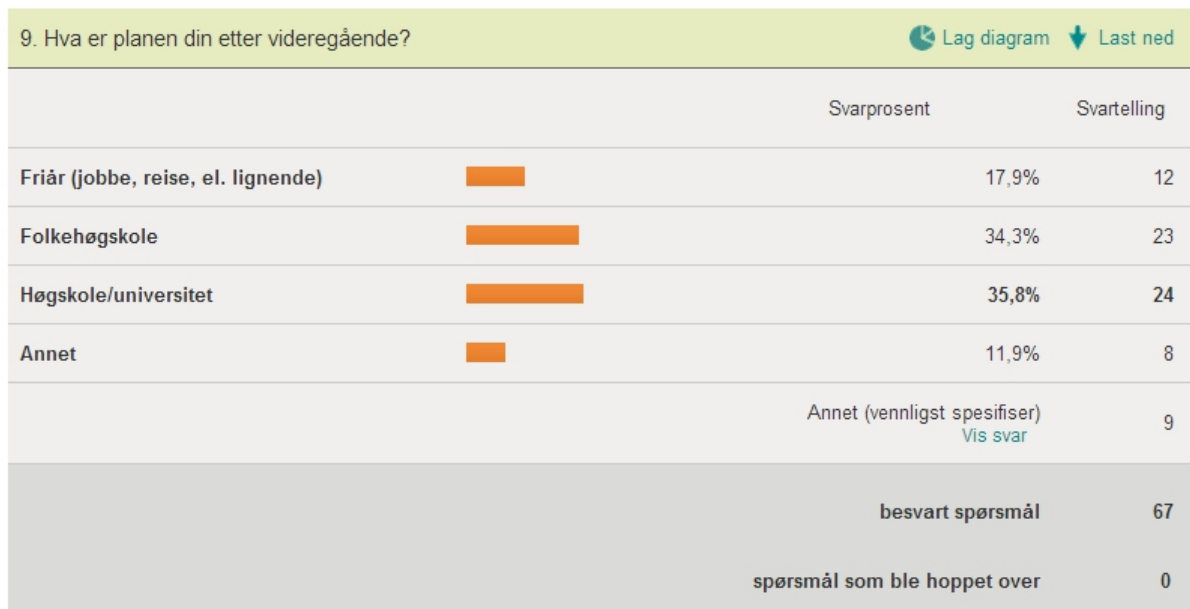 9. Hva er planen din etter videregående? Lag diagram Last ned
Svarprosent Svartelling
Friår (jobbe, reise, el. lignende) 17,9% 12
Folkehøgskole 34,3% 23
Høgskole/universitet 35,8% 24
Annet 11,9% 8
Annet (vennligst spesifiser) 9
Vis svar
besvart spørsmål 67
spørsmål som ble hoppet over 0